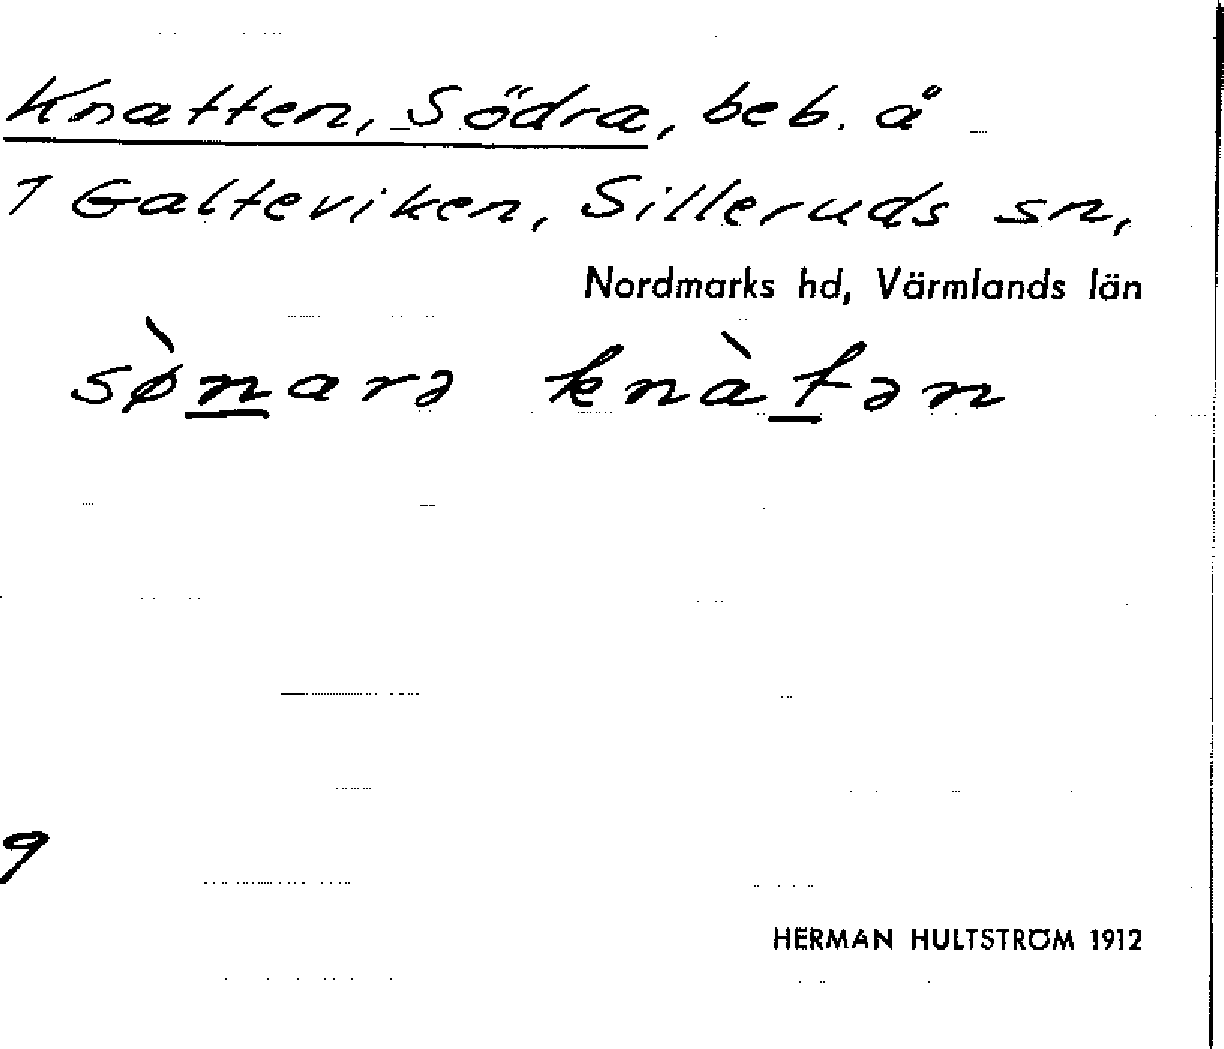 Knatten, Södra, beb. å
1 Galteviken, Silleruds sn,
Nordmarks hd, Värmlands län
sø̀narə knàtən
9
HERMAN HULTSTRÖM 1912